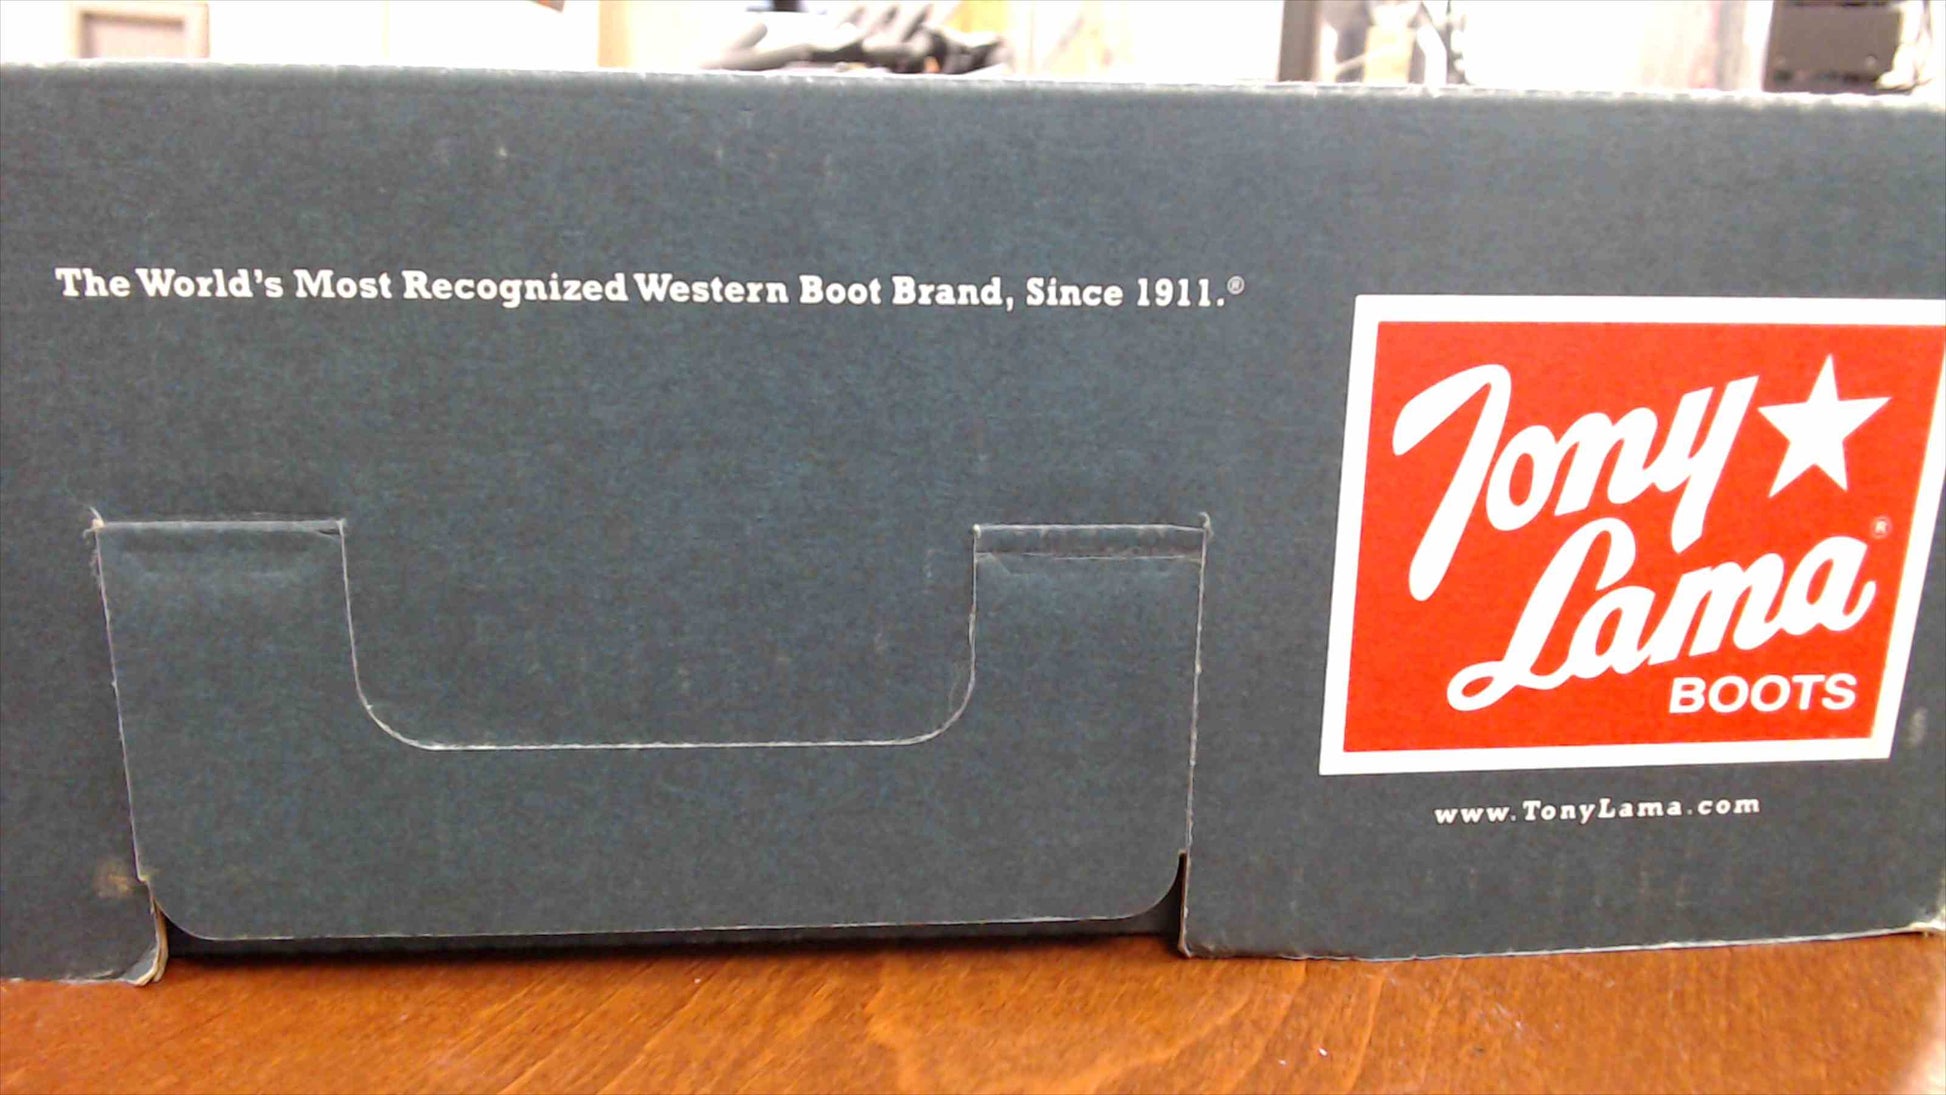 The World's Most Recognized Western Boot Brand, Since 1911.®
Tony
Lama®
BOOTS
www.TonyLama.com